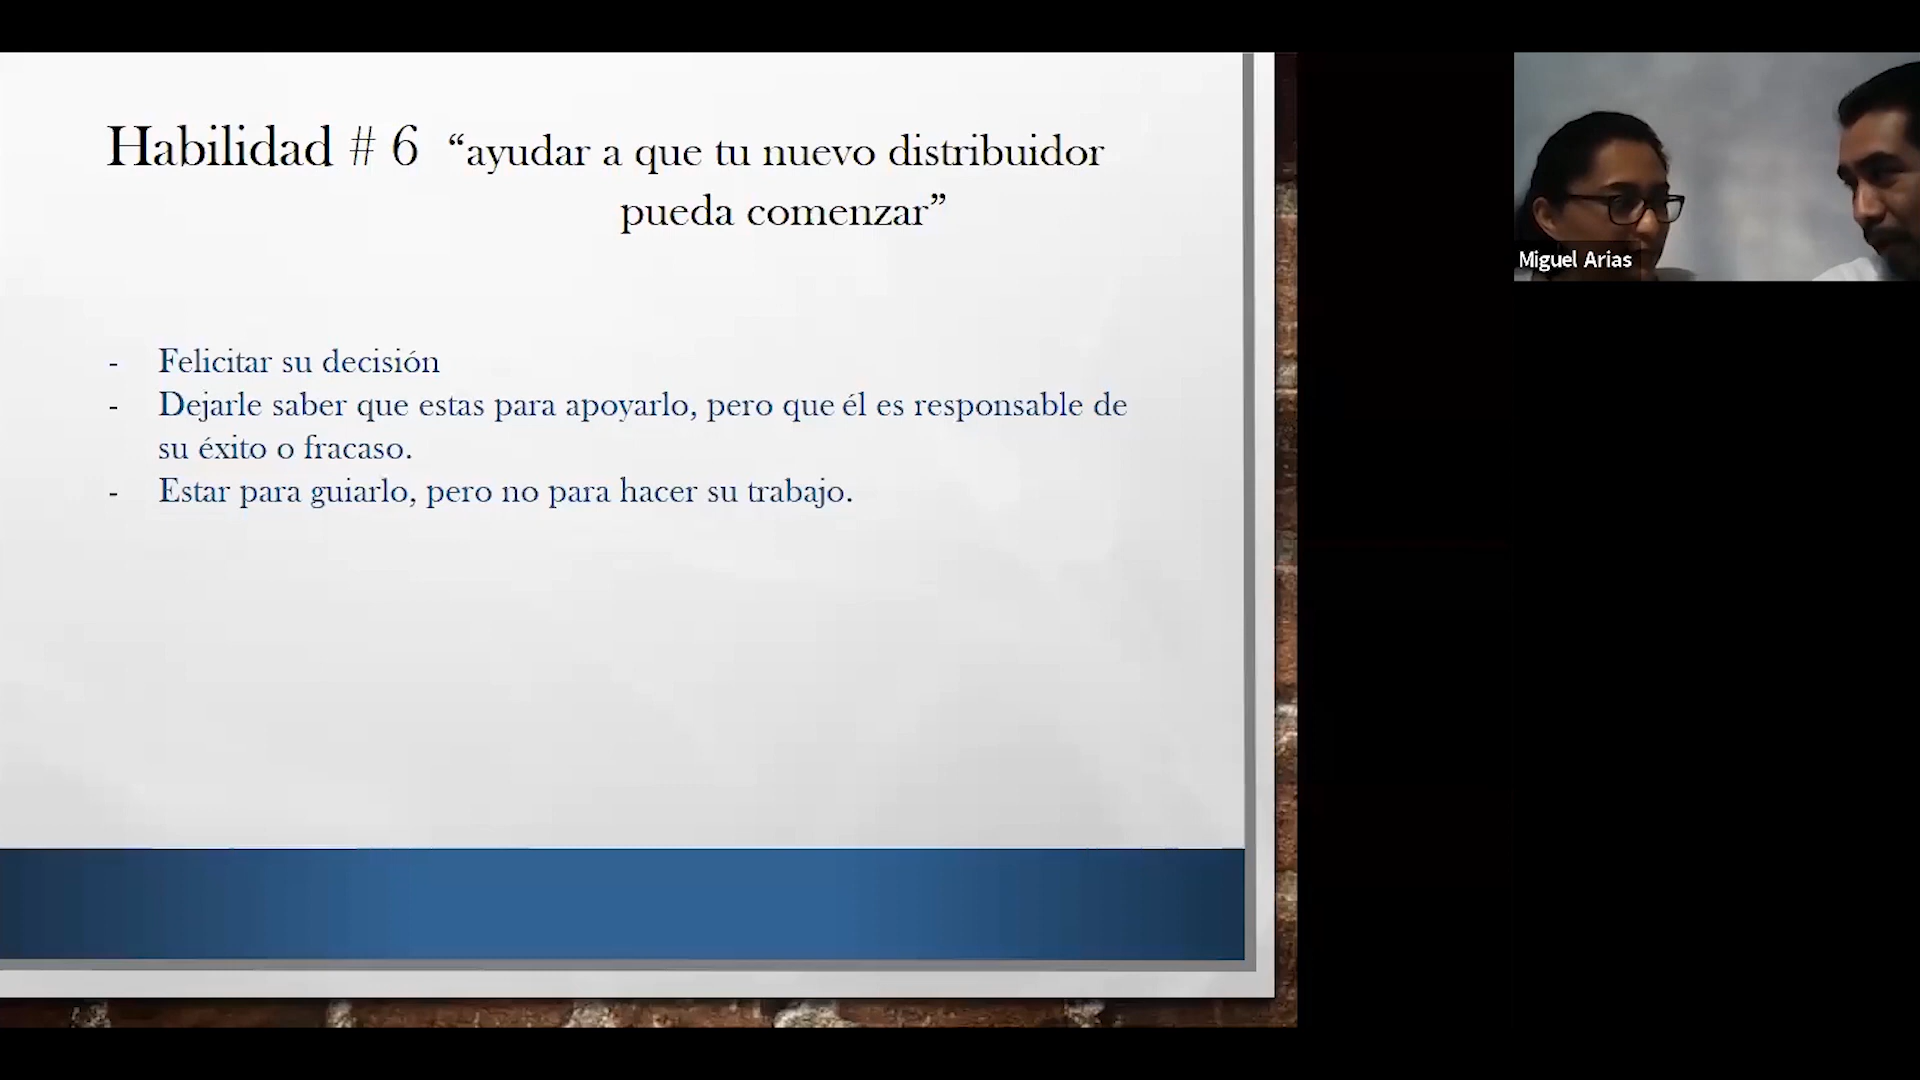 Habilidad # 6 “ayudar a que tu nuevo distribuidor
pueda comenzar”
- Felicitar su decisión
- Dejarle saber que estas para apoyarlo, pero que él es responsable de
su éxito o fracaso.
- Estar para guiarlo, pero no para hacer su trabajo.
Miguel Arias